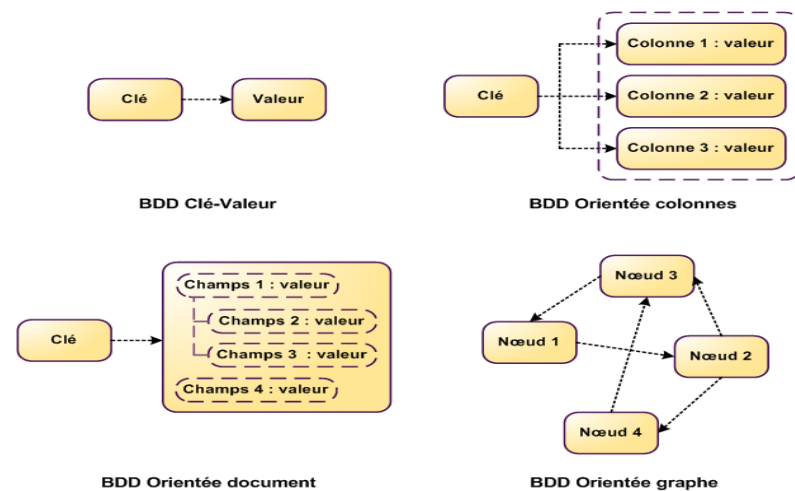 Clé
Valeur
BDD Clé-Valeur
Clé
Colonne 1 : valeur
Colonne 2 : valeur
Colonne 3 : valeur
BDD Orientée colonnes
Clé
Champs 1 : valeur
Champs 2 : valeur
Champs 3 : valeur
Champs 4 : valeur
BDD Orientée document
Nœud 3
Nœud 1
Nœud 2
Nœud 4
BDD Orientée graphe